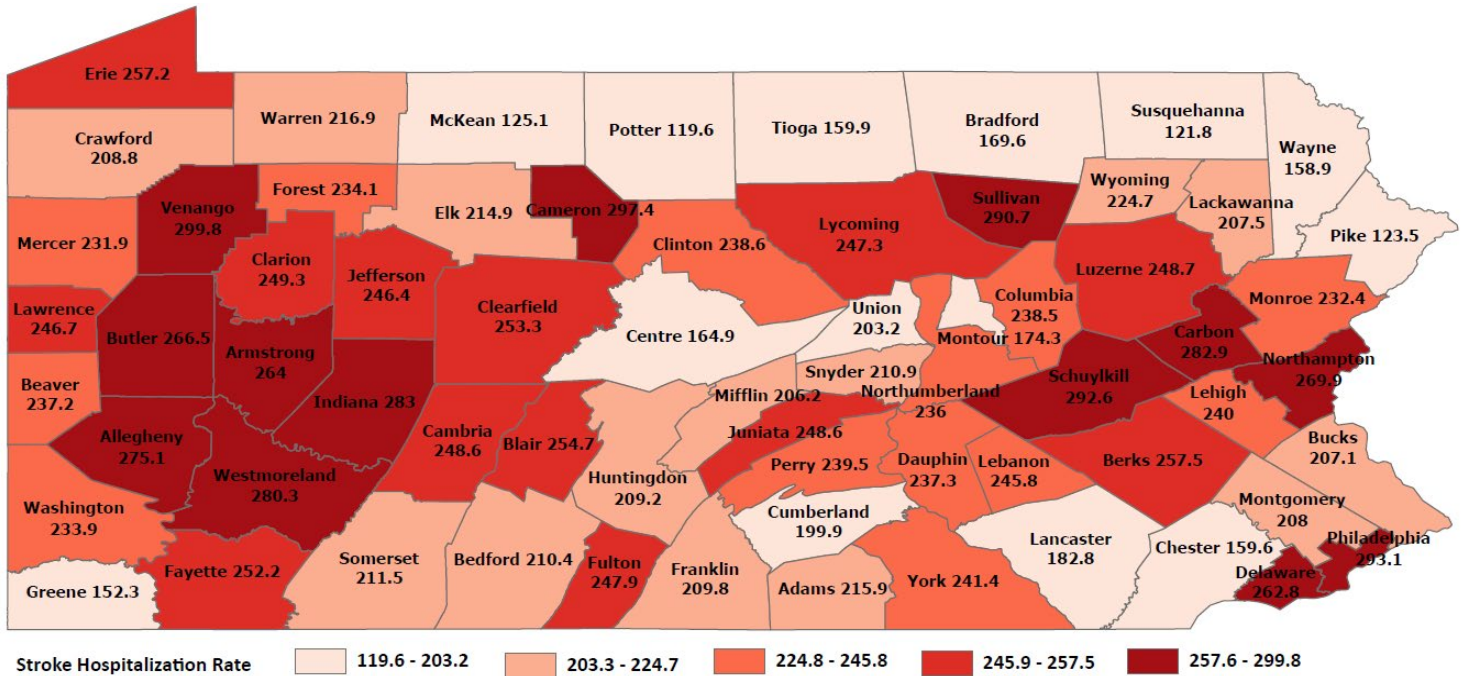 Erie 257.2
Warren 216.9
McKean 125.1
Potter 119.6
Tioga 159.9
Bradford
169.6
Susquehanna
121.8
Wayne
158.9
Crawford
208.8
Forest 234.1
Venango
299.8
Elk 214.9
Cameron 297.4
Sullivan
290.7
Wyoming
224.7
Lackawanna
207.5
Pike 123.5
Mercer 231.9
Clarion
249.3
Jefferson
246.4
Clinton 238.6
Lycoming
247.3
Luzerne 248.7
Columbia
238.5
Monroe 232.4
Lawrence
246.7
Butler 266.5
Armstrong
264
Clearfield
253.3
Centre 164.9
Union
203.2
Montour 174.3
Carbon
282.9
Northampton
269.9
Beaver
237.2
Indiana 283
Snyder 210.9
Mifflin 206.2
Northumberland
236
Schuylkill
292.6
Lehigh
240
Allegheny
275.1
Westmoreland
280.3
Cambria
248.6
Blair 254.7
Juniata 248.6
Huntingdon
209.2
Perry 239.5
Dauphin
237.3
Lebanon
245.8
Berks 257.5
Bucks
207.1
Montgomery
208
Washington
233.9
Cumberland
199.9
Lancaster
182.8
Chester 159.6
Philadelphia
293.1
Delaware
262.8
Greene 152.3
Fayette 252.2
Somerset
211.5
Bedford 210.4
Fulton
247.9
Franklin
209.8
Adams 215.9
York 241.4
Stroke Hospitalization Rate
119.6 - 203.2
203.3 - 224.7
224.8 - 245.8
245.9 - 257.5
257.6 - 299.8